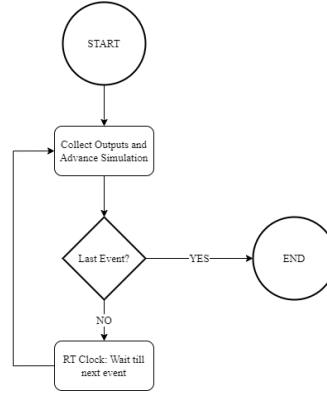 START
Collect Outputs and
Advance Simulation
Last Event?
YES
END
NO
RT Clock: Wait till
next event